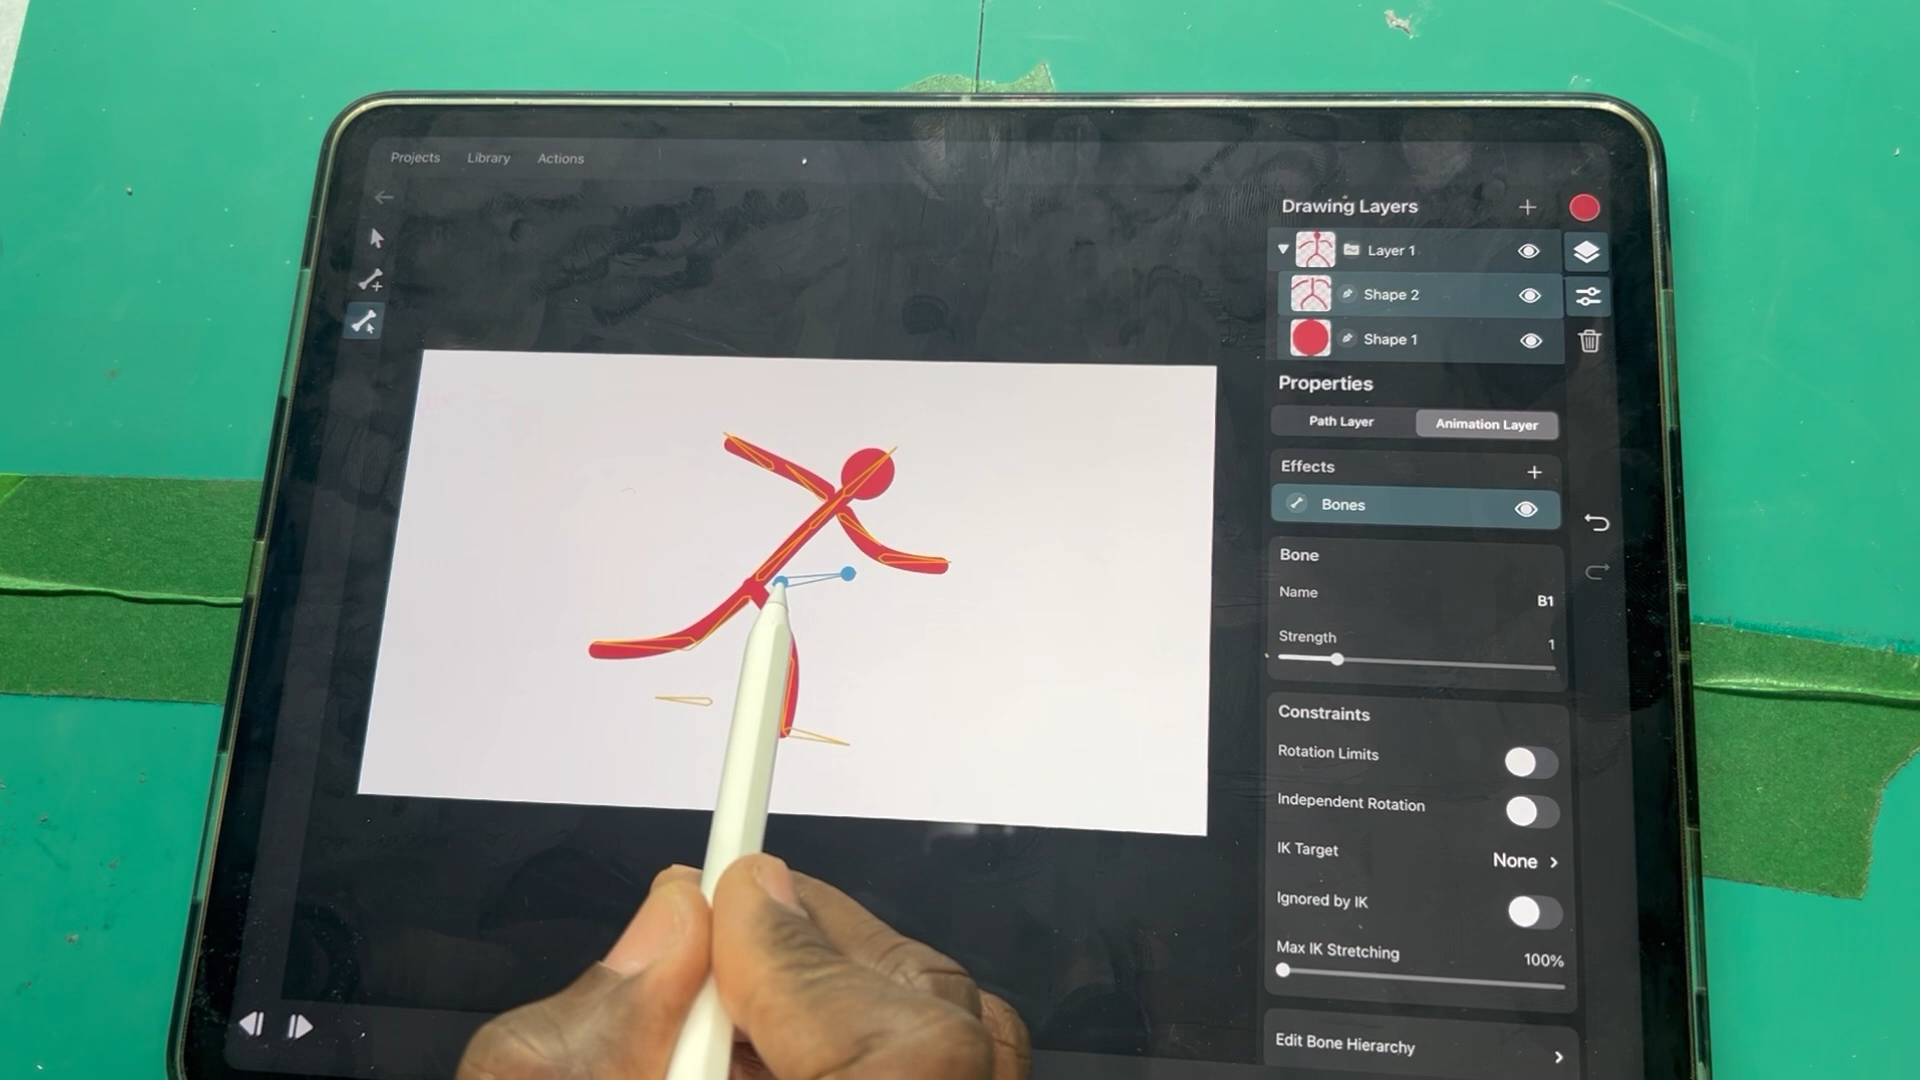 Projects Library Actions
Drawing Layers
Layer 1
Shape 2
Shape 1
Properties
Path Layer Animation Layer
Effects
Bones
Bone
Name B1
Strength 1
Constraints
Rotation Limits
Independent Rotation
IK Target None
Ignored by IK
Max IK Stretching 100%
Edit Bone Hierarchy